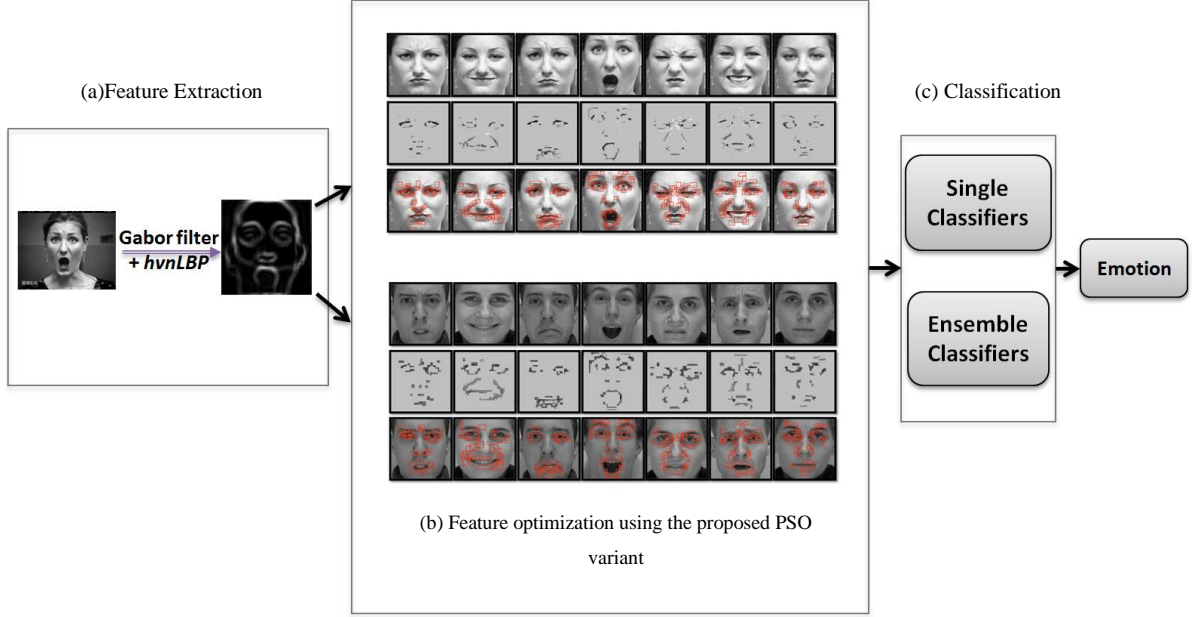 (a)Feature Extraction
Gabor filter
+ hvnLBP
(b) Feature optimization using the proposed PSO
variant
(c) Classification
Single
Classifiers
Ensemble
Classifiers
Emotion